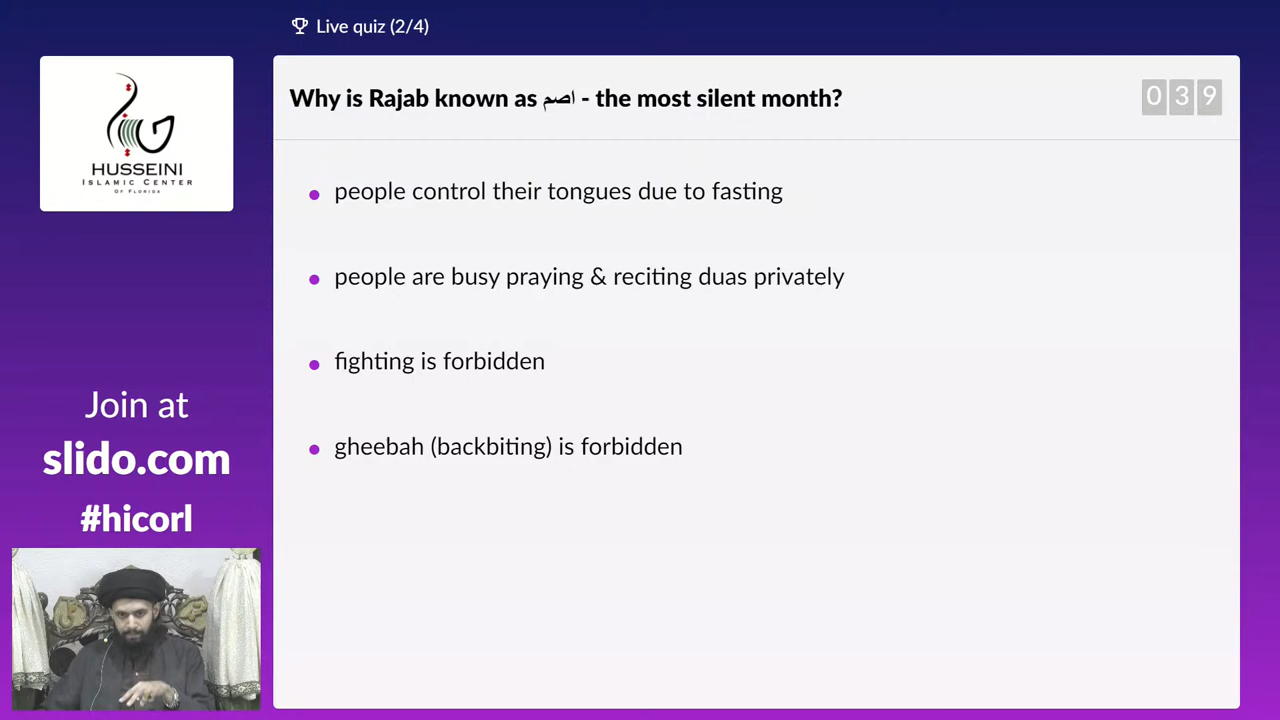 Live quiz (2/4)
HUSSEINI
ISLAMIC CENTER
OF FLORIDA
Why is Rajab known as اصم - the most silent month?
039
people control their tongues due to fasting
people are busy praying & reciting duas privately
fighting is forbidden
gheebah (backbiting) is forbidden
Join at
slido.com
#hicorl